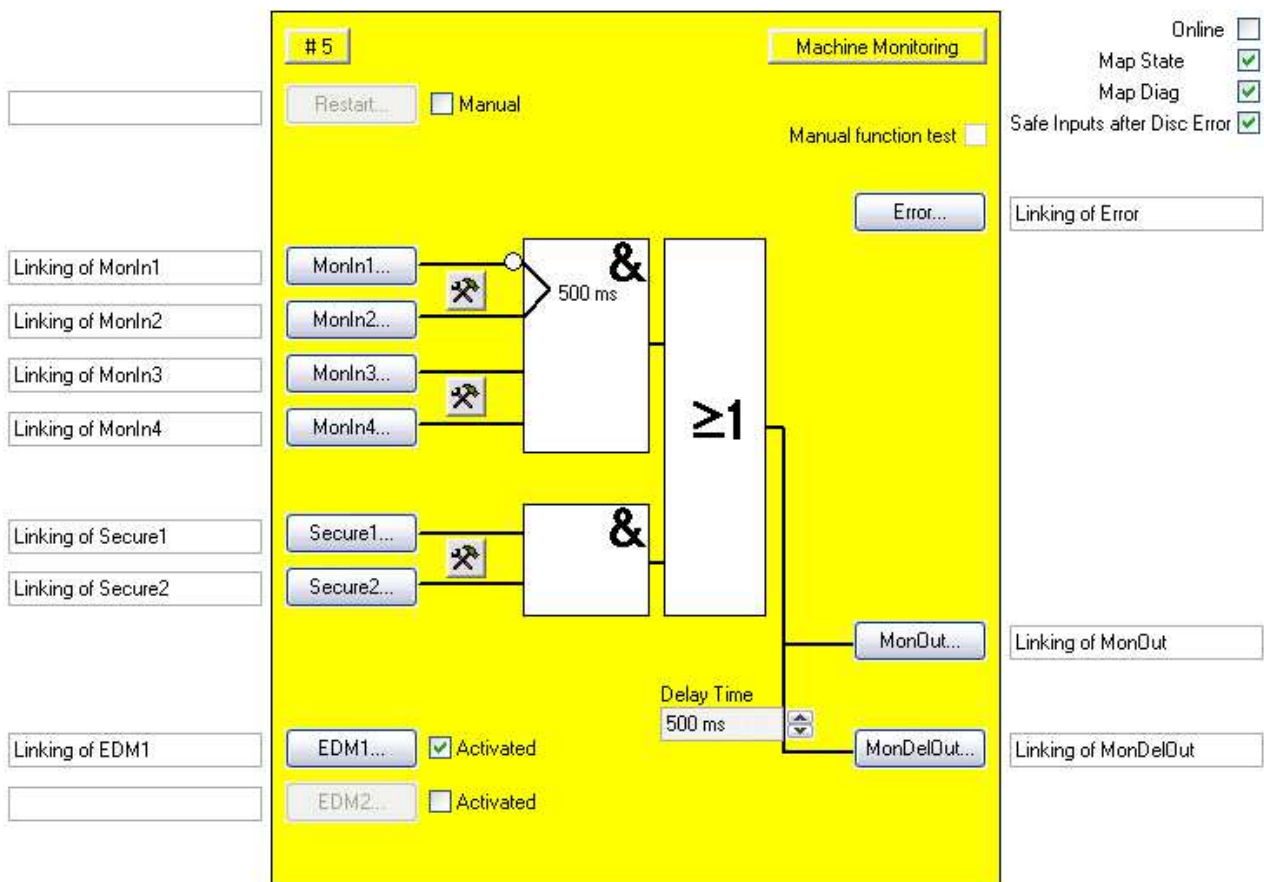 # 5
Machine Monitoring
Online
Map State
Map Diag
Safe Inputs after Disc Error
Restart...
Manual
Manual function test
Error...
Linking of Error
Linking of MonIn1
MonIn1...
&
500 ms
Linking of MonIn2
MonIn2...
Linking of MonIn3
MonIn3...
Linking of MonIn4
MonIn4...
≥1
Linking of Secure1
Secure1...
&
Linking of Secure2
Secure2...
MonOut...
Linking of MonOut
Delay Time
500 ms
Linking of EDM1
EDM1...
Activated
MonDelOut...
Linking of MonDelOut
EDM2...
Activated